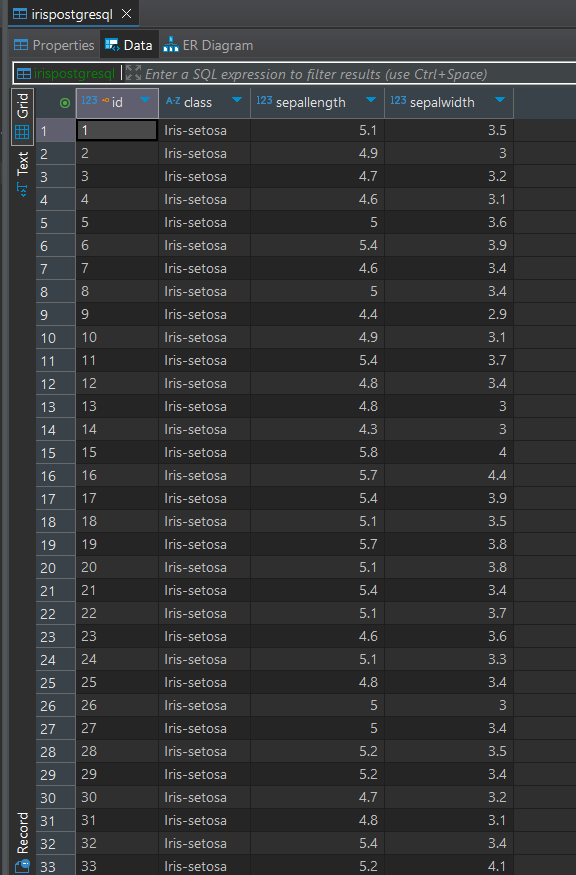 irispostgresql
Properties Data ER Diagram
irispostgresql Enter a SQL expression to filter results (use Ctrl+Space)
Grid
Text
Record
123 id A-Z class 123 sepallength 123 sepalwidth
1 1 Iris-setosa 5.1 3.5
2 2 Iris-setosa 4.9 3
3 3 Iris-setosa 4.7 3.2
4 4 Iris-setosa 4.6 3.1
5 5 Iris-setosa 5 3.6
6 6 Iris-setosa 5.4 3.9
7 7 Iris-setosa 4.6 3.4
8 8 Iris-setosa 5 3.4
9 9 Iris-setosa 4.4 2.9
10 10 Iris-setosa 4.9 3.1
11 11 Iris-setosa 5.4 3.7
12 12 Iris-setosa 4.8 3.4
13 13 Iris-setosa 4.8 3
14 14 Iris-setosa 4.3 3
15 15 Iris-setosa 5.8 4
16 16 Iris-setosa 5.7 4.4
17 17 Iris-setosa 5.4 3.9
18 18 Iris-setosa 5.1 3.5
19 19 Iris-setosa 5.7 3.8
20 20 Iris-setosa 5.1 3.8
21 21 Iris-setosa 5.4 3.4
22 22 Iris-setosa 5.1 3.7
23 23 Iris-setosa 4.6 3.6
24 24 Iris-setosa 5.1 3.3
25 25 Iris-setosa 4.8 3.4
26 26 Iris-setosa 5 3
27 27 Iris-setosa 5 3.4
28 28 Iris-setosa 5.2 3.5
29 29 Iris-setosa 5.2 3.4
30 30 Iris-setosa 4.7 3.2
31 31 Iris-setosa 4.8 3.1
32 32 Iris-setosa 5.4 3.4
33 33 Iris-setosa 5.2 4.1